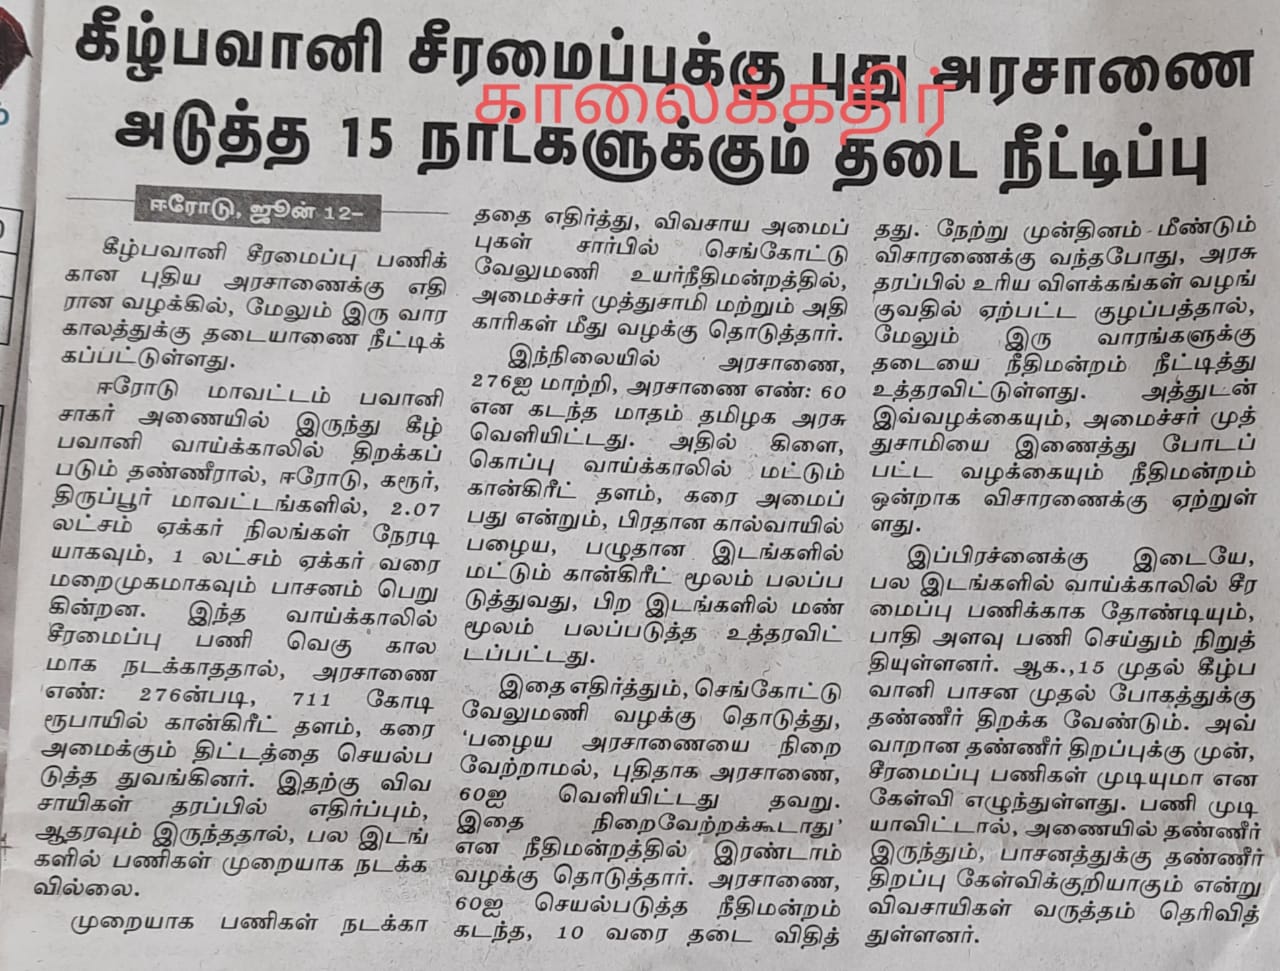 கீழ்பவானி சீரமைப்புக்கு புது அரசாணை
அடுத்த 15 நாட்களுக்கும் தடை நீட்டிப்பு
காலைக்கதிர்
ஈரோடு, ஜூன் 12–
கீழ்பவானி சீரமைப்பு பணிக்
கான புதிய அரசாணைக்கு எதி
ரான வழக்கில், மேலும் இரு வார
காலத்துக்கு தடையாணை நீட்டிக்
கப்பட்டுள்ளது.
ஈரோடு மாவட்டம் பவானி
சாகர் அணையில் இருந்து கீழ்
பவானி வாய்க்காலில் திறக்கப்
படும் தண்ணீரால், ஈரோடு, கரூர்,
திருப்பூர் மாவட்டங்களில், 2.07
லட்சம் ஏக்கர் நிலங்கள் நேரடி
யாகவும், 1 லட்சம் ஏக்கர் வரை
மறைமுகமாகவும் பாசனம் பெறு
கின்றன. இந்த வாய்க்காலில்
சீரமைப்பு பணி வெகு கால
மாக நடக்காததால், அரசாணை
எண்: 276ன்படி, 711 கோடி
ரூபாயில் கான்கிரீட் தளம், கரை
அமைக்கும் திட்டத்தை செயல்ப
டுத்த துவங்கினர். இதற்கு விவ
சாயிகள் தரப்பில் எதிர்ப்பும்,
ஆதரவும் இருந்ததால், பல இடங்
களில் பணிகள் முறையாக நடக்க
வில்லை.
முறையாக பணிகள் நடக்கா
ததை எதிர்த்து, விவசாய அமைப்
புகள் சார்பில் செங்கோட்டு
வேலுமணி உயர்நீதிமன்றத்தில்,
அமைச்சர் முத்துசாமி மற்றும் அதி
காரிகள் மீது வழக்கு தொடுத்தார்.
இந்நிலையில் அரசாணை,
276ஐ மாற்றி, அரசாணை எண்: 60
என கடந்த மாதம் தமிழக அரசு
வெளியிட்டது. அதில் கிளை,
கொப்பு வாய்க்காலில் மட்டும்
கான்கிரீட் தளம், கரை அமைப்
பது என்றும், பிரதான கால்வாயில்
பழைய, பழுதான இடங்களில்
மட்டும் கான்கிரீட் மூலம் பலப்ப
டுத்துவது, பிற இடங்களில் மண்
மூலம் பலப்படுத்த உத்தரவிட்
டப்பட்டது.
இதை எதிர்த்தும், செங்கோட்டு
வேலுமணி வழக்கு தொடுத்து,
'பழைய அரசாணையை நிறை
வேற்றாமல், புதிதாக அரசாணை,
60ஐ வெளியிட்டது தவறு.
இதை நிறைவேற்றக்கூடாது'
என நீதிமன்றத்தில் இரண்டாம்
வழக்கு தொடுத்தார். அரசாணை,
60ஐ செயல்படுத்த நீதிமன்றம்
கடந்த, 10 வரை தடை விதித்
தது. நேற்று முன்தினம் மீண்டும்
விசாரணைக்கு வந்தபோது, அரசு
தரப்பில் உரிய விளக்கங்கள் வழங்
குவதில் ஏற்பட்ட குழப்பத்தால்,
மேலும் இரு வாரங்களுக்கு
தடையை நீதிமன்றம் நீட்டித்து
உத்தரவிட்டுள்ளது. அத்துடன்
இவ்வழக்கையும், அமைச்சர் முத்
துசாமியை இணைத்து போடப்
பட்ட வழக்கையும் நீதிமன்றம்
ஒன்றாக விசாரணைக்கு ஏற்றுள்
ளது.
இப்பிரச்னைக்கு இடையே,
பல இடங்களில் வாய்க்காலில் சீர
மைப்பு பணிக்காக தோண்டியும்,
பாதி அளவு பணி செய்தும் நிறுத்
தியுள்ளனர். ஆக.,15 முதல் கீழ்ப
வானி பாசன முதல் போகத்துக்கு
தண்ணீர் திறக்க வேண்டும். அவ்
வாறான தண்ணீர் திறப்புக்கு முன்,
சீரமைப்பு பணிகள் முடியுமா என
கேள்வி எழுந்துள்ளது. பணி முடி
யாவிட்டால், அணையில் தண்ணீர்
இருந்தும், பாசனத்துக்கு தண்ணீர்
திறப்பு கேள்விக்குறியாகும் என்று
விவசாயிகள் வருத்தம் தெரிவித்
துள்ளனர்.